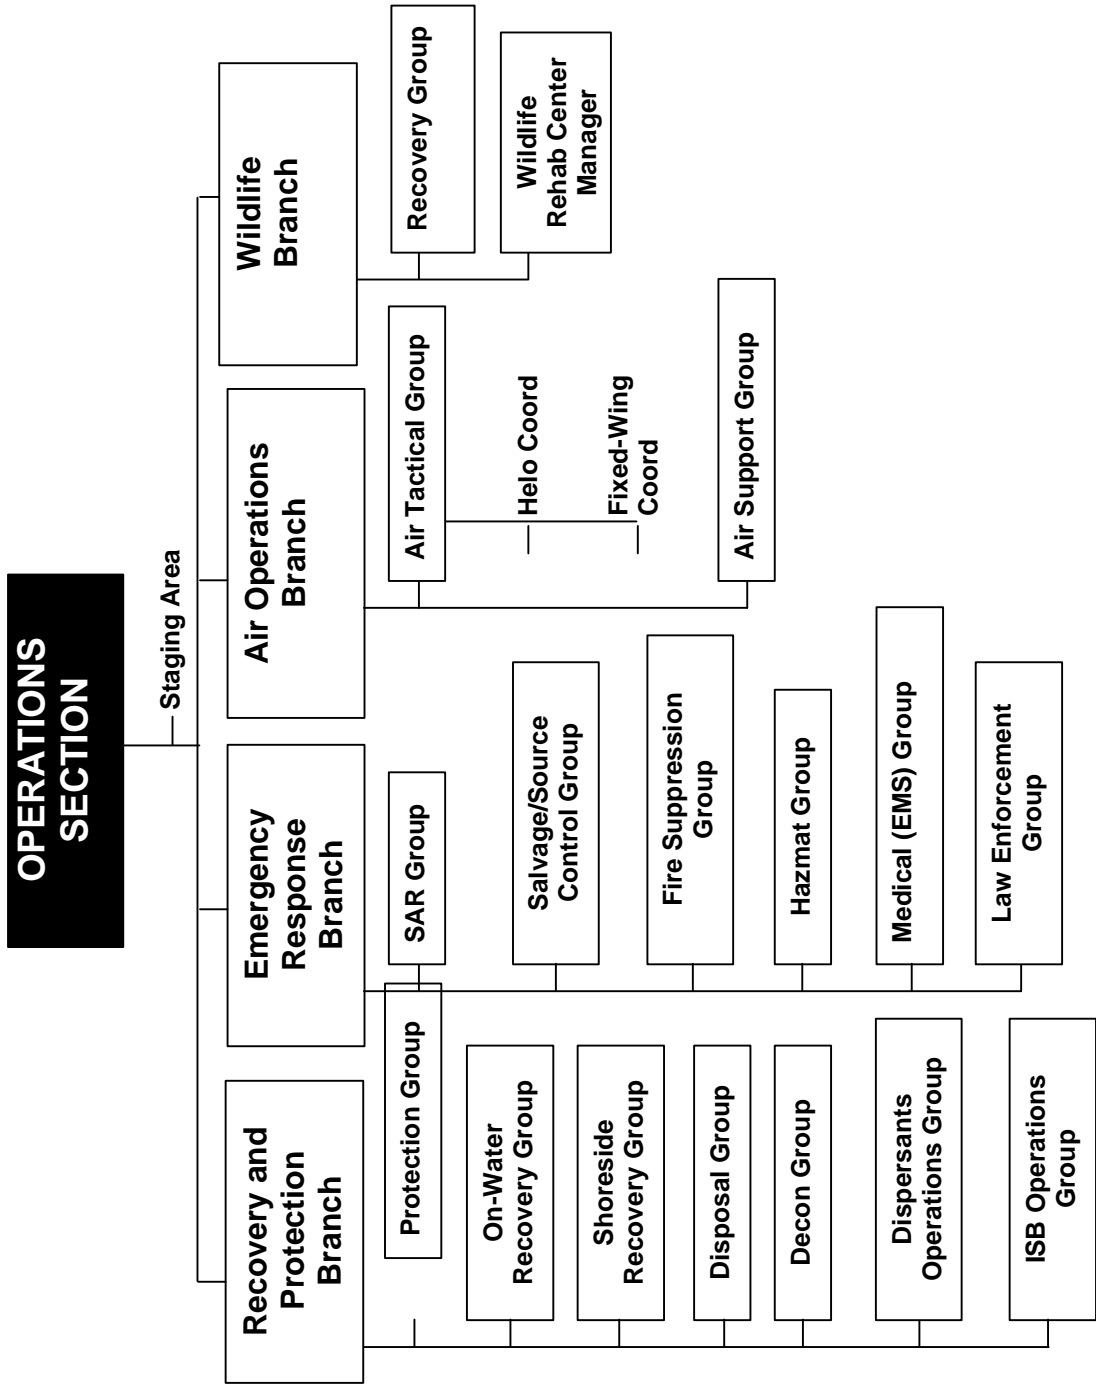 OPERATIONS
SECTION
Staging Area
Recovery and
Protection
Branch
Protection Group
On-Water
Recovery Group
Shoreside
Recovery Group
Disposal Group
Decon Group
Dispersants
Operations Group
ISB Operations
Group
Emergency
Response
Branch
SAR Group
Salvage/Source
Control Group
Fire Suppression
Group
Hazmat Group
Medical (EMS) Group
Law Enforcement
Group
Air Operations
Branch
Air Tactical Group
Helo Coord
Fixed-Wing
Coord
Air Support Group
Wildlife
Branch
Recovery Group
Wildlife
Rehab Center
Manager